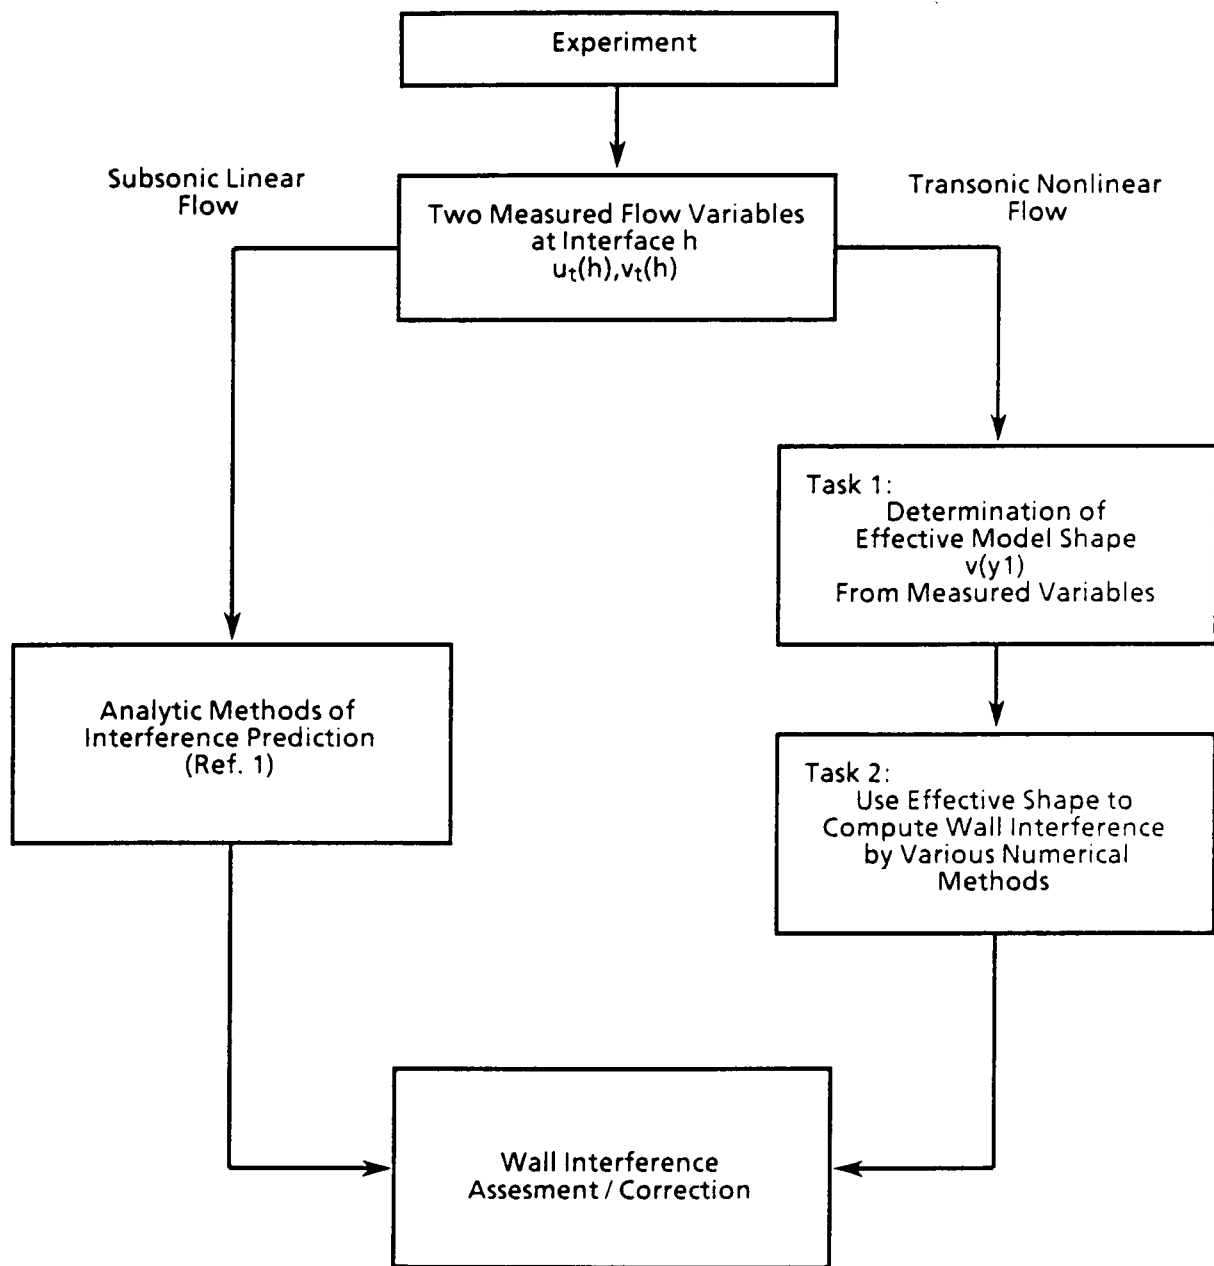 Experiment
Subsonic Linear
Flow
Two Measured Flow Variables
at Interface h
uₜ(h),vₜ(h)
Transonic Nonlinear
Flow
Task 1:
Determination of
Effective Model Shape
v(y1)
From Measured Variables
Analytic Methods of
Interference Prediction
(Ref. 1)
Task 2:
Use Effective Shape to
Compute Wall Interference
by Various Numerical
Methods
Wall Interference
Assesment / Correction